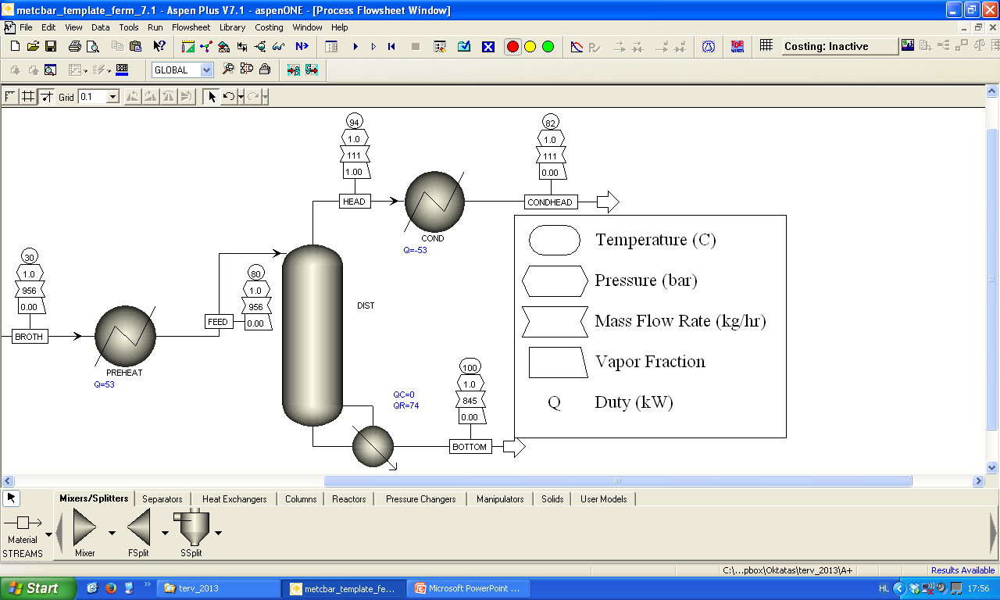 metcbar_template_ferm_7.1 - Aspen Plus V7.1 - aspenONE - [Process Flowsheet Window]
File Edit View Data Tools Run Flowsheet Library Costing Window Help
N»
Costing: Inactive
GLOBAL
Grid 0.1
94
1.0
111
1.00
HEAD
COND
Q=-53
82
1.0
111
0.00
CONDHEAD
Temperature (C)
Pressure (bar)
Mass Flow Rate (kg/hr)
Vapor Fraction
Q Duty (kW)
30
1.0
956
0.00
BROTH
PREHEAT
Q=53
80
1.0
956
0.00
FEED
DIST
QC=0
QR=74
100
1.0
845
0.00
BOTTOM
Mixers/Splitters Separators Heat Exchangers Columns Reactors Pressure Changers Manipulators Solids User Models
Material
STREAMS
Mixer FSplit SSplit
C:\...pbox\Oktatas\terv_2013\A+ Results Available
Start terv_2013 metcbar_template_fe... Microsoft PowerPoint ... HL 17:56